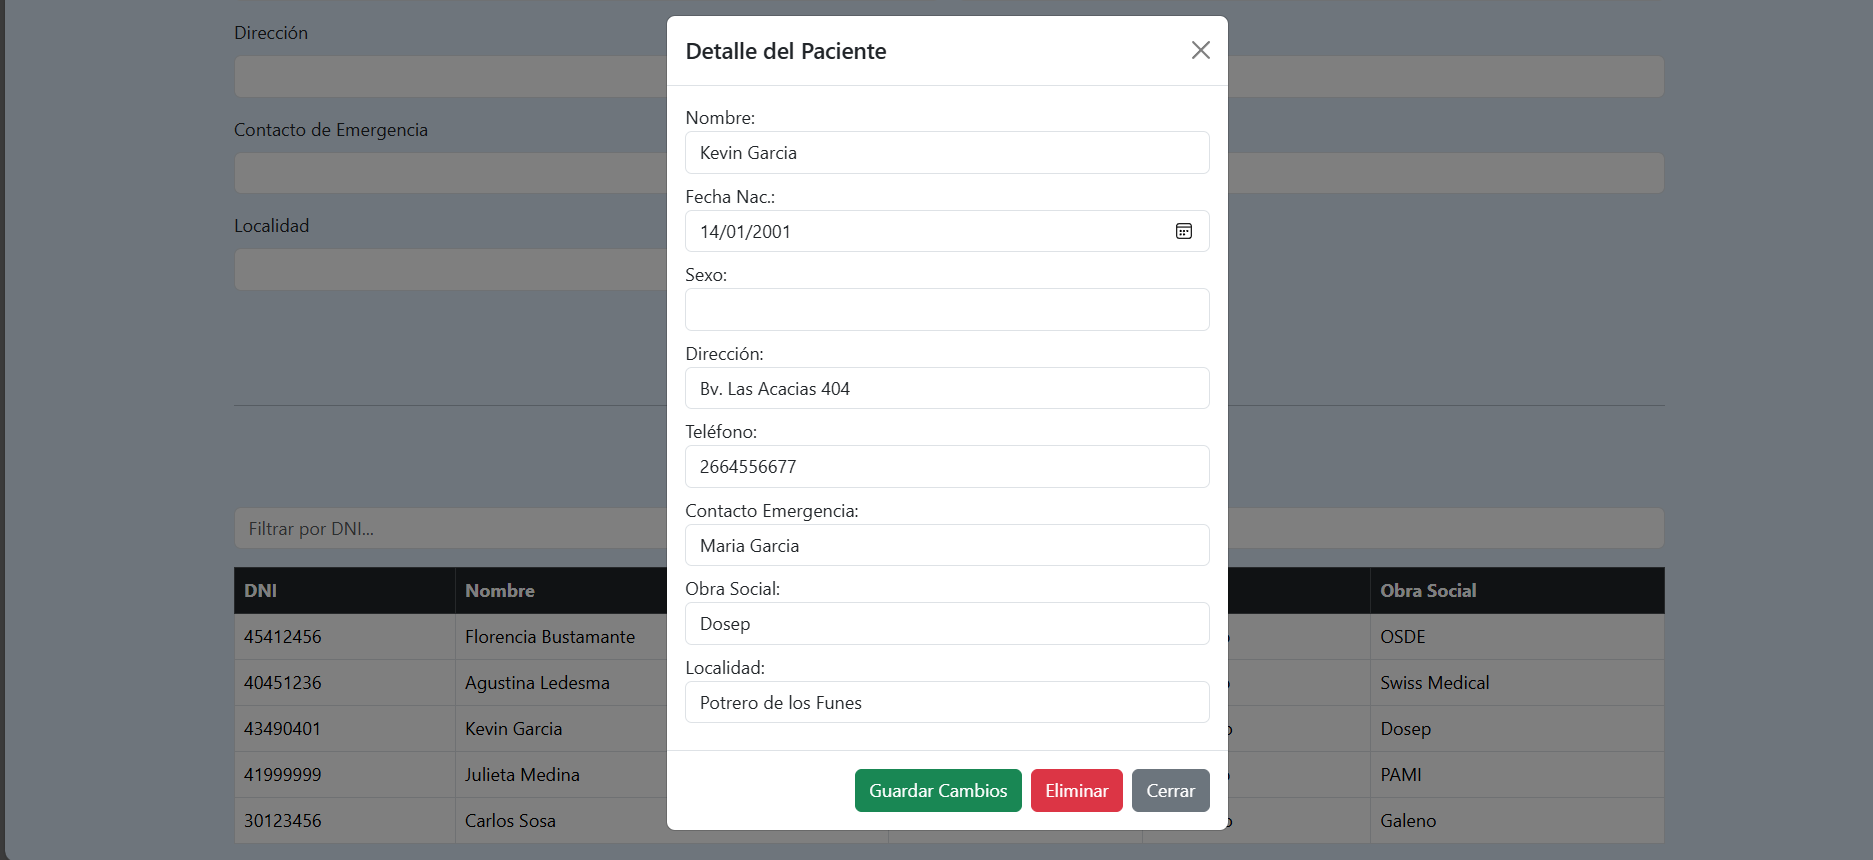 Dirección
Contacto de Emergencia
Localidad
Detalle del Paciente
Nombre:
Kevin Garcia
Fecha Nac.:
14/01/2001
Sexo:
Dirección:
Bv. Las Acacias 404
Teléfono:
2664556677
Contacto Emergencia:
Maria Garcia
Obra Social:
Dosep
Localidad:
Potrero de los Funes
Guardar Cambios Eliminar Cerrar
Filtrar por DNI...
DNI Nombre Obra Social
45412456 Florencia Bustamante OSDE
40451236 Agustina Ledesma Swiss Medical
43490401 Kevin Garcia Dosep
41999999 Julieta Medina PAMI
30123456 Carlos Sosa Galeno